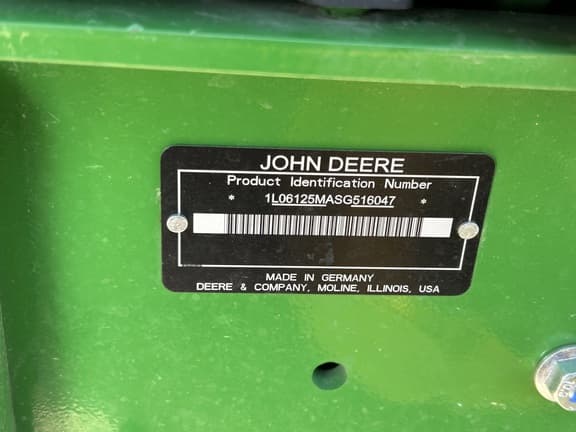 JOHN DEERE
Product Identification Number
* 1L06125MASG516047 *
MADE IN GERMANY
DEERE & COMPANY, MOLINE, ILLINOIS, USA